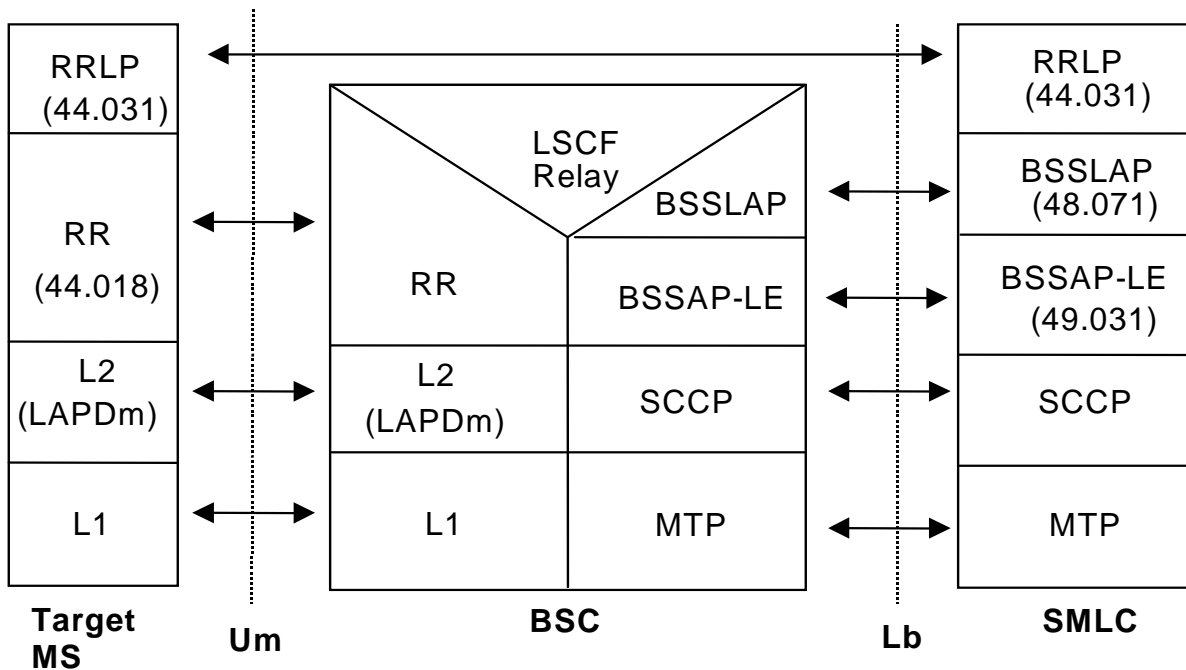 RRLP
(44.031)
RR
(44.018)
L2
(LAPDm)
L1
Target
MS
Um
LSCF
Relay
BSSLAP
RR
BSSAP-LE
L2
(LAPDm)
SCCP
L1
MTP
BSC
Lb
RRLP
(44.031)
BSSLAP
(48.071)
BSSAP-LE
(49.031)
SCCP
MTP
SMLC